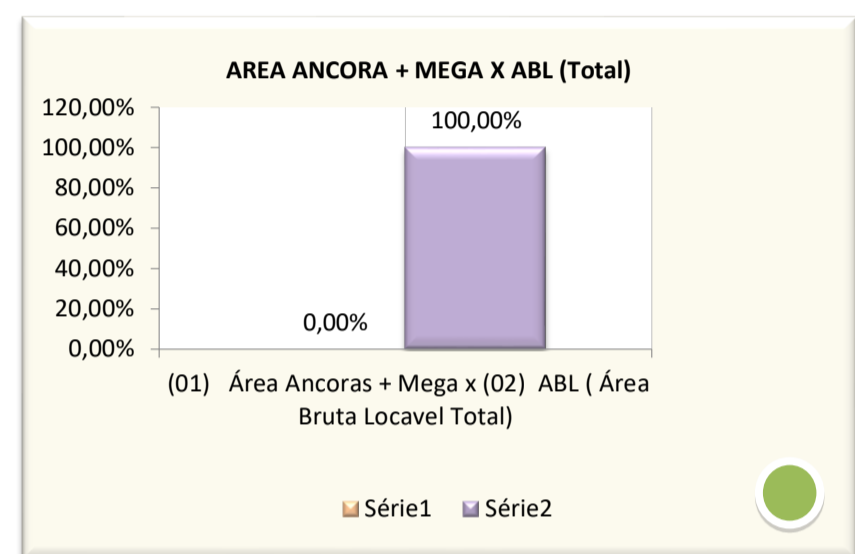 AREA ANCORA + MEGA X ABL (Total)
120,00%
100,00%
80,00%
60,00%
40,00%
20,00%
0,00%
100,00%
0,00%
(01) Área Ancoras + Mega x (02) ABL ( Área
Bruta Locavel Total)
Série1 Série2